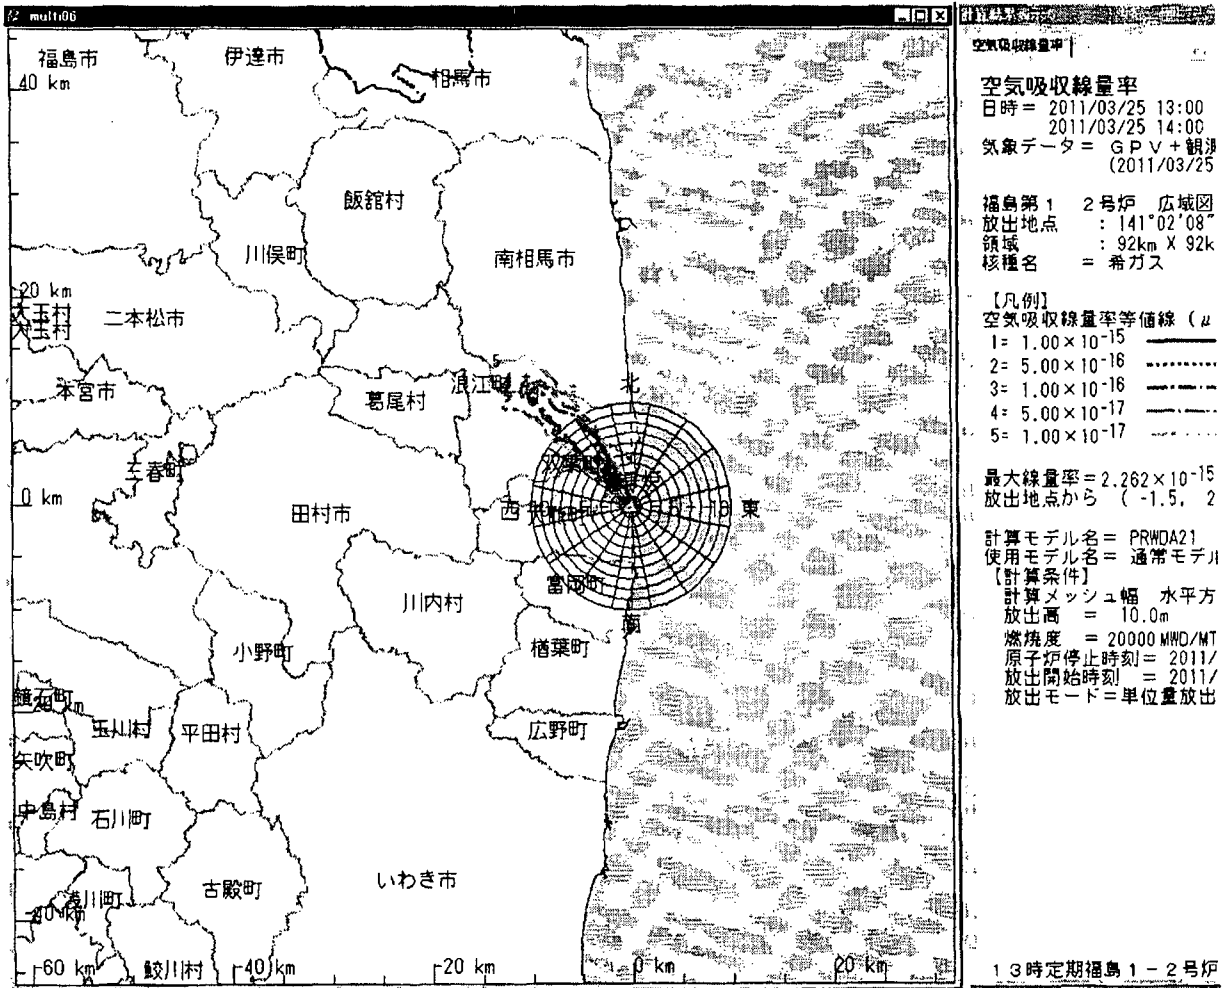 multi06
福島市
伊達市
相馬市
40 km
飯舘村
川俣町
南相馬市
20 km
大玉村
大玉村
二本松市
本宮市
浪江町
葛尾村
北
三春町
双葉町
0 km
田村市
西
東
富岡町
川内村
南
小野町
楢葉町
鏡石町
玉川村
平田村
広野町
矢吹町
中島村
石川町
いわき市
古殿町
浅川町
鮫川村
-60 km
-40 km
-20 km
0 km
20 km
計算結果表示
空気吸収線量率
空気吸収線量率
日時= 2011/03/25 13:00
2011/03/25 14:00
気象データ= GPV+観測
(2011/03/25
福島第1 2号炉 広域図
放出地点 : 141°02'08"
領域 : 92km X 92k
核種名 = 希ガス
【凡例】
空気吸収線量率等値線 (μ
1= 1.00×10-15
2= 5.00×10-16
3= 1.00×10-16
4= 5.00×10-17
5= 1.00×10-17
最大線量率=2.262×10-15
放出地点から ( -1.5, 2
計算モデル名= PRWDA21
使用モデル名= 通常モデル
【計算条件】
計算メッシュ幅 水平方
放出高 = 10.0m
燃焼度 = 20000MWD/MT
原子炉停止時刻= 2011/
放出開始時刻 = 2011/
放出モード=単位量放出
13時定期福島1-2号炉